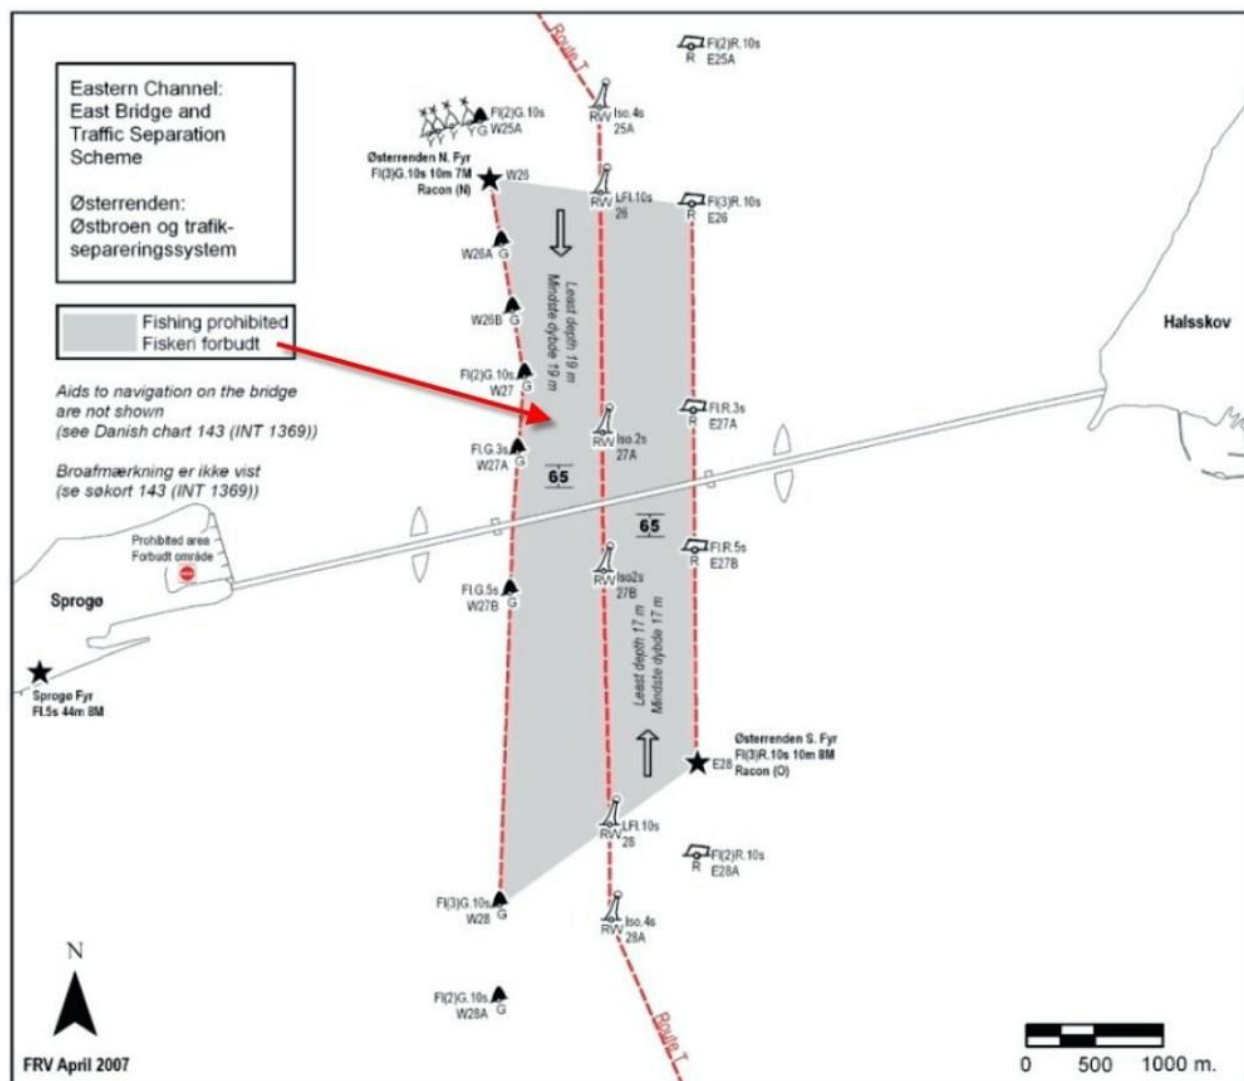 Eastern Channel:
East Bridge and
Traffic Separation
Scheme
Østerrenden:
Østbroen og trafik-
separeringssystem
Fishing prohibited
Fiskeri forbudt
Aids to navigation on the bridge
are not shown
(see Danish chart 143 (INT 1369))
Broafmærkning er ikke vist
(se søkort 143 (INT 1369))
Route T
Fl(2)R.10s
R
E25A
Fl(2)G.10s
W25A
Y Y Y Y G
Iso.4s
RW
25A
Østerrenden N. Fyr
Fl(3)G.10s 10m 7M
Racon (N)
W26
LFl.10s
RW
26
Fl(3)R.10s
R
E26
W26A
G
W26B
G
Least depth 19 m
Mindste dybde 19 m
Fl(2)G.10s
W27
G
Fl.R.3s
R
E27A
Iso.2s
RW
27A
Fl.G.3s
W27A
G
65
65
Halsskov
Prohibited area
Forbudt område
Sprogø
Sprogø Fyr
Fl.5s 44m 8M
Fl.R.5s
R
E27B
Iso2s
RW
27B
Fl.G.5s
W27B
G
Least depth 17 m
Mindste dybde 17 m
Østerrenden S. Fyr
Fl(3)R.10s 10m 8M
Racon (O)
E28
LFl.10s
RW
28
Fl(2)R.10s
R
E28A
Fl(3)G.10s
W28
G
Iso.4s
RW
28A
Fl(2)G.10s
W28A
G
Route T
N
FRV April 2007
0 500 1000 m.